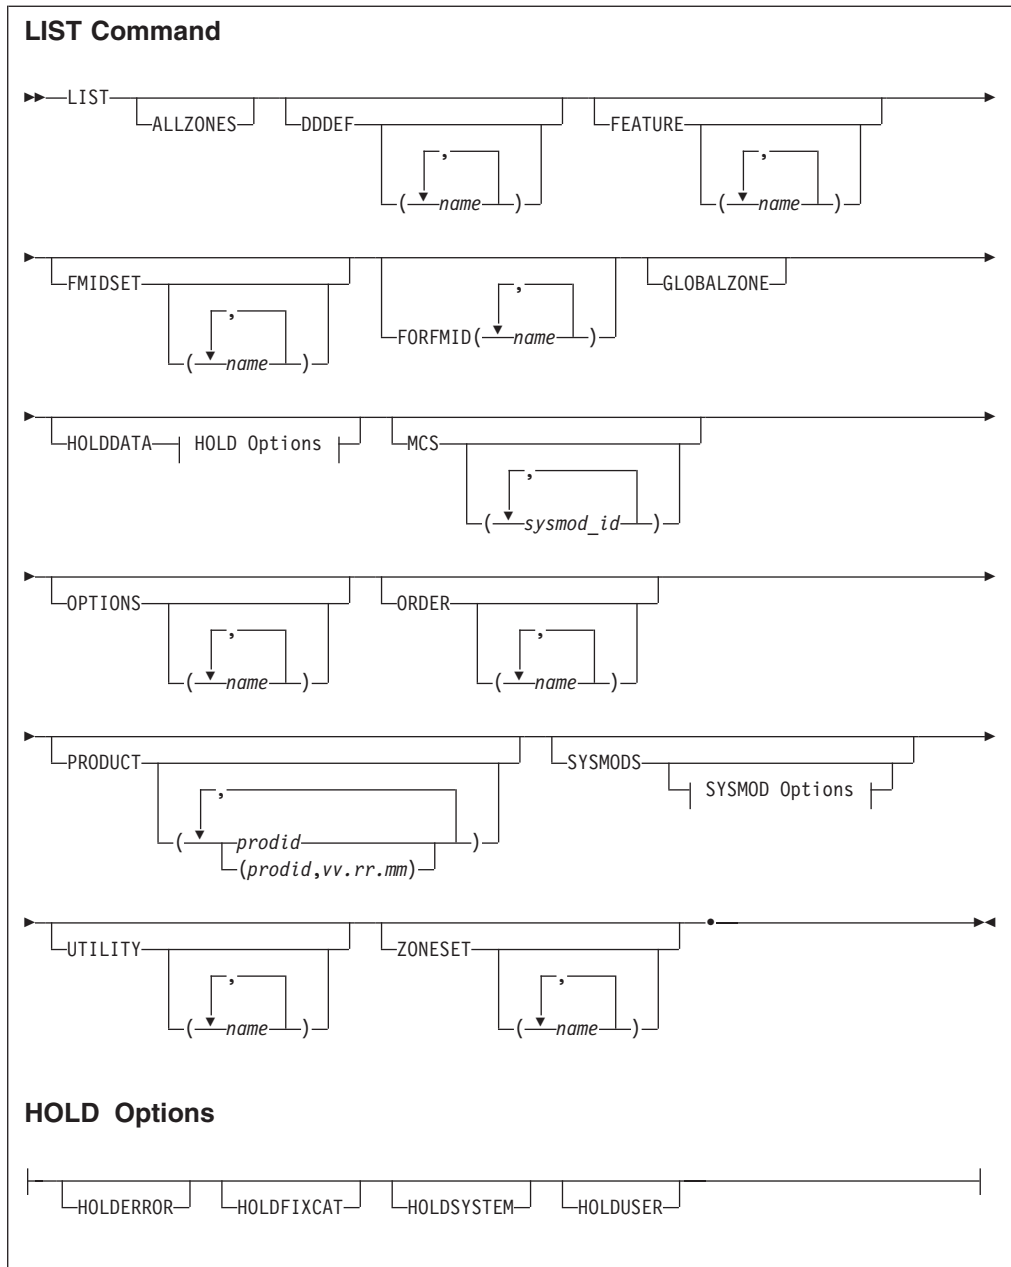 LIST Command
LIST
ALLZONES DDDEF FEATURE
, ,
(name) (name)
FMIDSET FORFMID(name) GLOBALZONE
, ,
(name)
HOLDDATA HOLD Options MCS
,
(sysmod_id)
OPTIONS ORDER
, ,
(name) (name)
PRODUCT SYSMODS
, SYSMOD Options
(prodid)
(prodid,vv.rr.mm)
UTILITY ZONESET .
, ,
(name) (name)
HOLD Options
HOLDERROR HOLDFIXCAT HOLDSYSTEM HOLDUSER